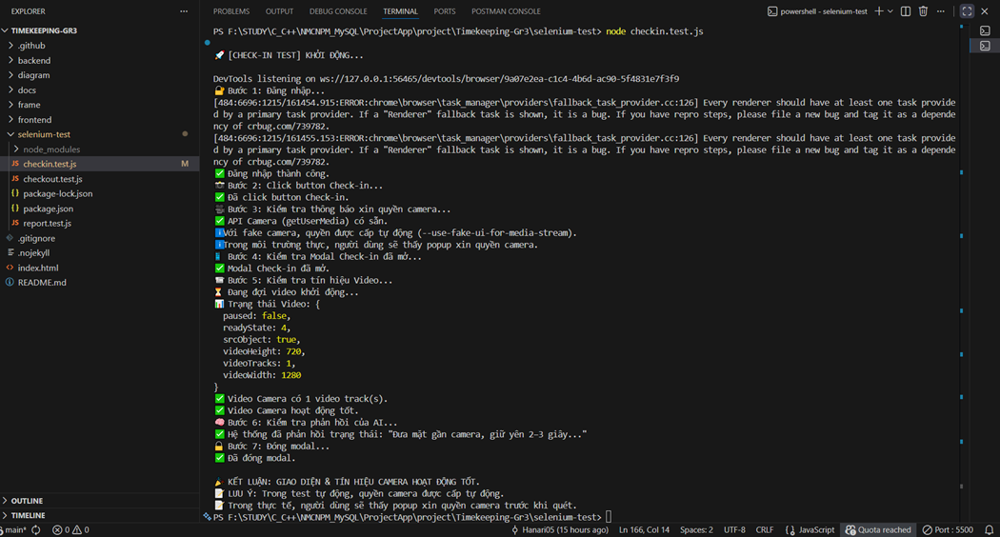 EXPLORER
···
PROBLEMS OUTPUT DEBUG CONSOLE TERMINAL PORTS POSTMAN CONSOLE
powershell - selenium-test
TIMEKEEPING-GR3
.github
backend
diagram
docs
frame
frontend
selenium-test
node_modules
JS checkin.test.js M
JS checkout.test.js
{} package-lock.json
{} package.json
JS report.test.js
.gitignore
.nojekyll
<> index.html
README.md
OUTLINE
TIMELINE
PS F:\STUDY\C_C++\NMCNPM_MySQL\ProjectApp\project\Timekeeping-Gr3\selenium-test> node checkin.test.js
🚀 [CHECK-IN TEST] KHỞI ĐỘNG...
DevTools listening on ws://127.0.0.1:56465/devtools/browser/9a07e2ea-c1c4-4b6d-ac90-5f4831e7f3f9
🔐 Bước 1: Đăng nhập...
[484:6696:1215/161454.915:ERROR:chrome\browser\task_manager\providers\fallback_task_provider.cc:126] Every renderer should have at least one task provide
d by a primary task provider. If a "Renderer" fallback task is shown, it is a bug. If you have repro steps, please file a new bug and tag it as a depende
ncy of crbug.com/739782.
[484:6696:1215/161455.153:ERROR:chrome\browser\task_manager\providers\fallback_task_provider.cc:126] Every renderer should have at least one task provide
d by a primary task provider. If a "Renderer" fallback task is shown, it is a bug. If you have repro steps, please file a new bug and tag it as a depende
ncy of crbug.com/739782.
✅ Đăng nhập thành công.
📷 Bước 2: Click button Check-in...
✅ Đã click button Check-in.
🎥 Bước 3: Kiểm tra thông báo xin quyền camera...
✅ API Camera (getUserMedia) có sẵn.
ℹ️Với fake camera, quyền được cấp tự động (--use-fake-ui-for-media-stream).
ℹ️Trong môi trường thực, người dùng sẽ thấy popup xin quyền camera.
📱 Bước 4: Kiểm tra Modal Check-in đã mở...
✅ Modal Check-in đã mở.
📹 Bước 5: Kiểm tra tín hiệu Video...
⏳ Đang đợi video khởi động...
📊 Trạng thái Video: {
paused: false,
readyState: 4,
srcObject: true,
videoHeight: 720,
videoTracks: 1,
videoWidth: 1280
}
✅ Video Camera có 1 video track(s).
✅ Video Camera hoạt động tốt.
🧠 Bước 6: Kiểm tra phản hồi của AI...
✅ Hệ thống đã phản hồi trạng thái: "Đưa mặt gần camera, giữ yên 2–3 giây..."
🔒 Bước 7: Đóng modal...
✅ Đã đóng modal.
🎉 KẾT LUẬN: GIAO DIỆN & TÍN HIỆU CAMERA HOẠT ĐỘNG TỐT.
📝 LƯU Ý: Trong test tự động, quyền camera được cấp tự động.
📝 Trong thực tế, người dùng sẽ thấy popup xin quyền camera trước khi quét.
PS F:\STUDY\C_C++\NMCNPM_MySQL\ProjectApp\project\Timekeeping-Gr3\selenium-test>
main* 0 0 Hanari05 (15 hours ago) Ln 166, Col 14 Spaces: 2 UTF-8 CRLF {} JavaScript Quota reached Port : 5500